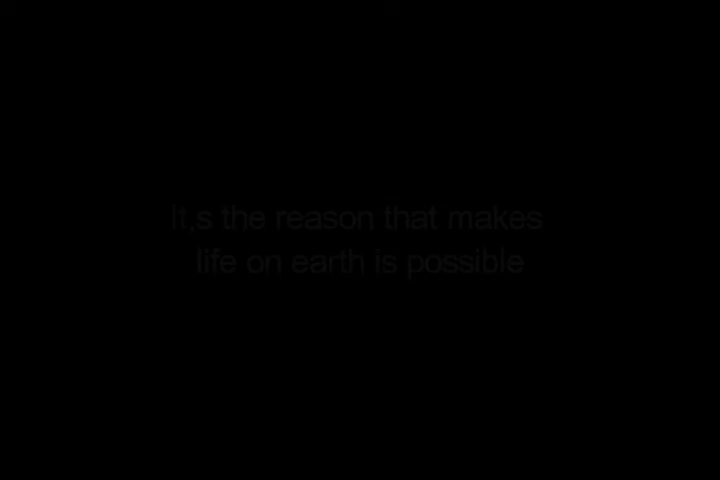 It,s the reason that makes
life on earth is possible